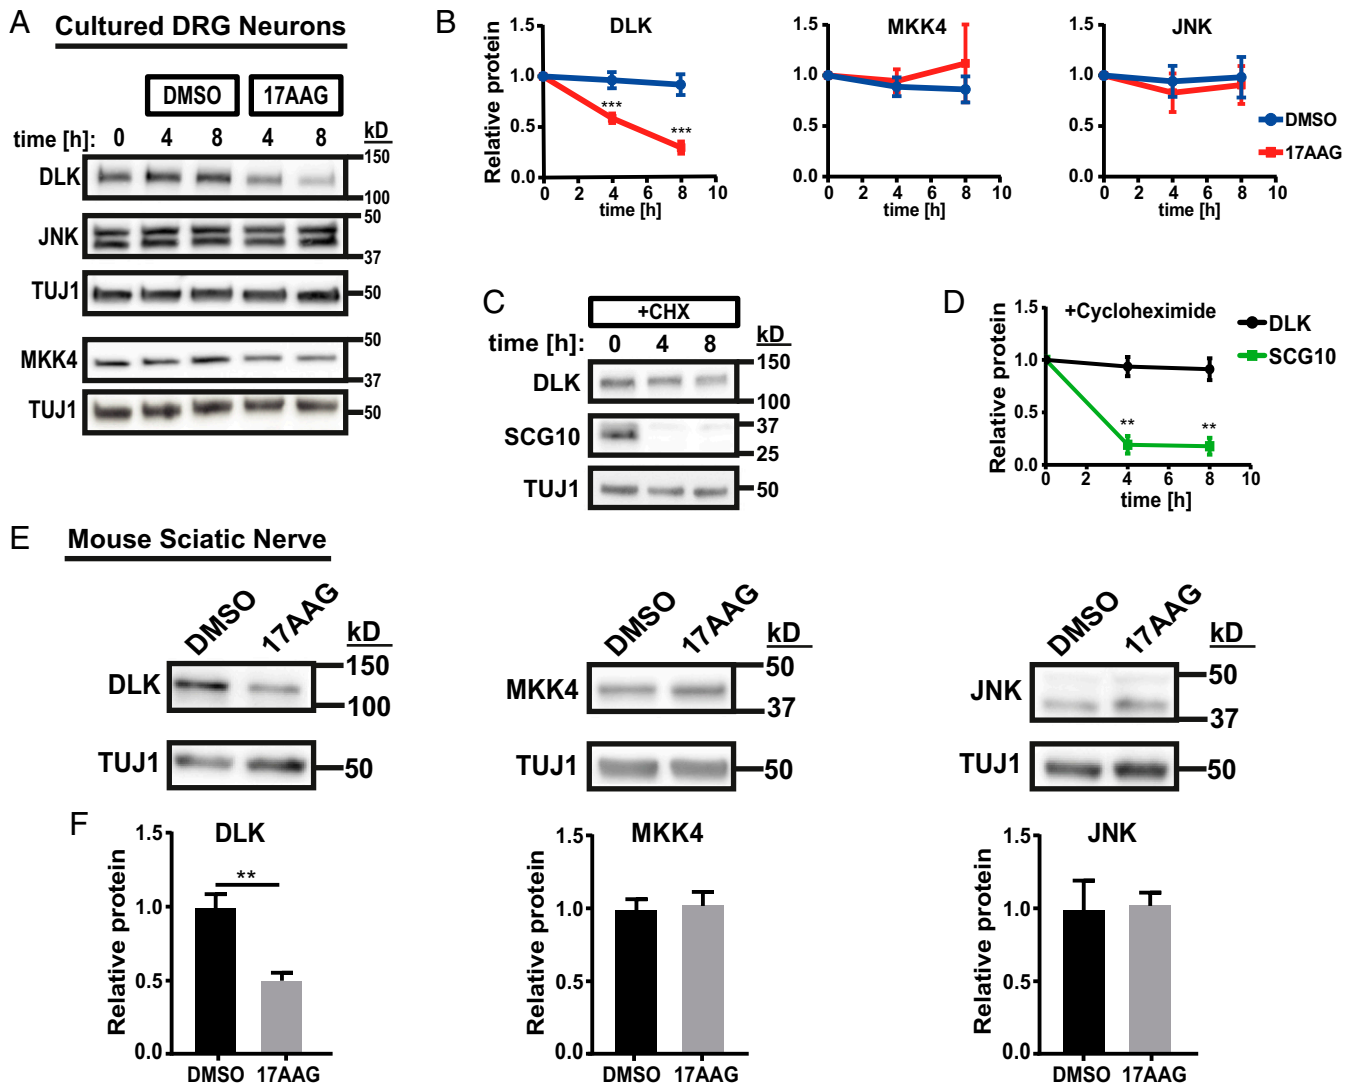 A Cultured DRG Neurons
DMSO 17AAG
time [h]: 0 4 8 4 8 kD
DLK 150
100
JNK 50
37
TUJ1 50
MKK4 50
37
TUJ1 50
B
DLK
Relative protein
1.5
1.0
0.5
0.0
*** ***
0 2 4 6 8 10
time [h]
MKK4
1.5
1.0
0.5
0.0
0 2 4 6 8 10
time [h]
JNK
1.5
1.0
0.5
0.0
0 2 4 6 8 10
time [h]
DMSO
17AAG
C
+CHX
time [h]: 0 4 8 kD
DLK 150
100
SCG10 37
25
TUJ1 50
D
+Cycloheximide
Relative protein
1.5
1.0
0.5
0.0
** **
0 2 4 6 8 10
time [h]
DLK
SCG10
E Mouse Sciatic Nerve
DMSO 17AAG kD
DLK 150
100
TUJ1 50
DMSO 17AAG kD
MKK4 50
37
TUJ1 50
DMSO 17AAG kD
JNK 50
37
TUJ1 50
F
DLK
Relative protein
1.5
1.0
0.5
0.0
**
DMSO 17AAG
MKK4
Relative protein
1.5
1.0
0.5
0.0
DMSO 17AAG
JNK
Relative protein
1.5
1.0
0.5
0.0
DMSO 17AAG